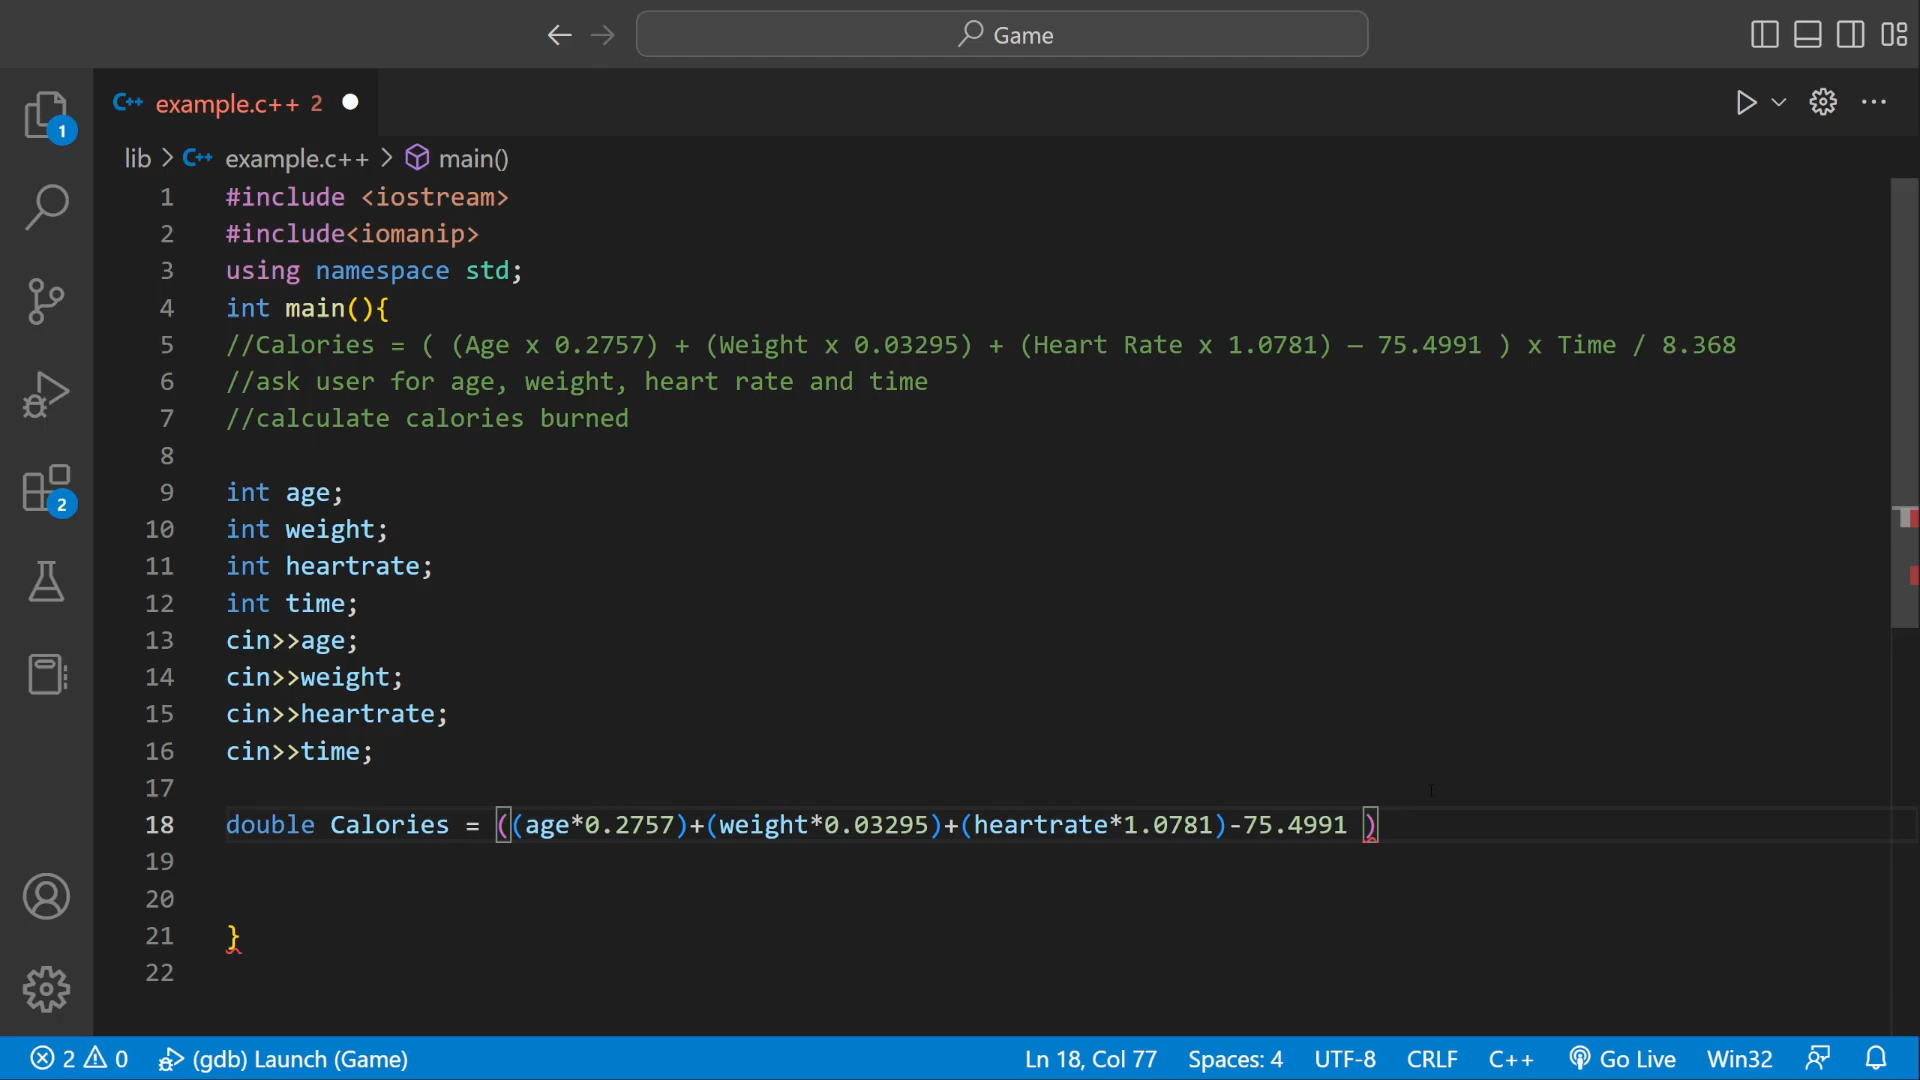 Game
C++ example.c++ 2
1
lib > C++ example.c++ > main()
1 #include <iostream>
2 #include<iomanip>
3 using namespace std;
4 int main(){
5 //Calories = ( (Age x 0.2757) + (Weight x 0.03295) + (Heart Rate x 1.0781) — 75.4991 ) x Time / 8.368
6 //ask user for age, weight, heart rate and time
7 //calculate calories burned
8
9 int age;
2
10 int weight;
11 int heartrate;
12 int time;
13 cin>>age;
14 cin>>weight;
15 cin>>heartrate;
16 cin>>time;
17
18 double Calories = ((age*0.2757)+(weight*0.03295)+(heartrate*1.0781)-75.4991 )
19
20
21 }
22
2 0 (gdb) Launch (Game) Ln 18, Col 77 Spaces: 4 UTF-8 CRLF C++ Go Live Win32